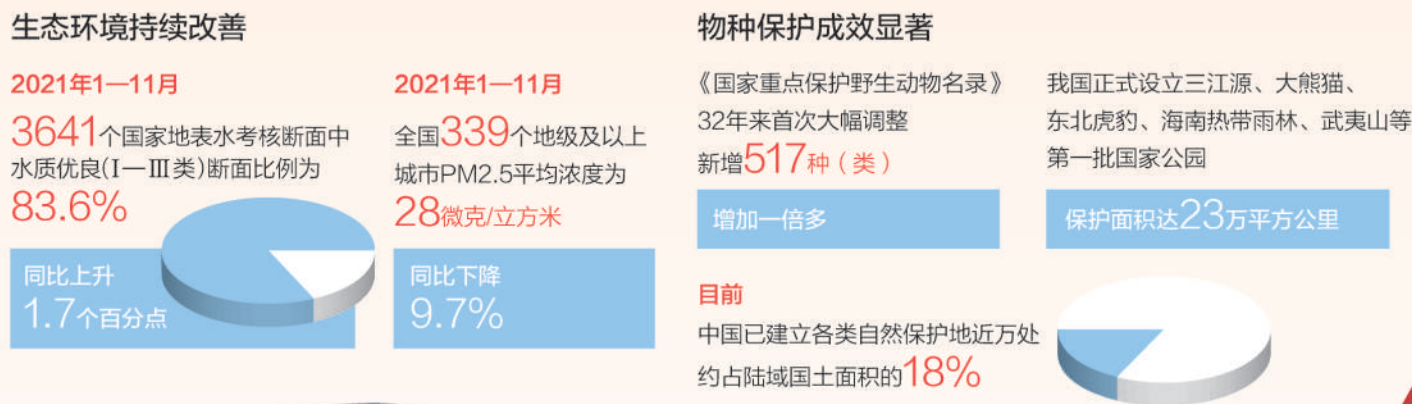 生态环境持续改善
2021年1—11月
3641个国家地表水考核断面中
水质优良(Ⅰ—Ⅲ类)断面比例为
83.6%
同比上升
1.7个百分点
2021年1—11月
全国339个地级及以上
城市PM2.5平均浓度为
28微克/立方米
同比下降
9.7%
物种保护成效显著
《国家重点保护野生动物名录》
32年来首次大幅调整
新增517种（类）
增加一倍多
我国正式设立三江源、大熊猫、
东北虎豹、海南热带雨林、武夷山等
第一批国家公园
保护面积达23万平方公里
目前
中国已建立各类自然保护地近万处
约占陆域国土面积的18%